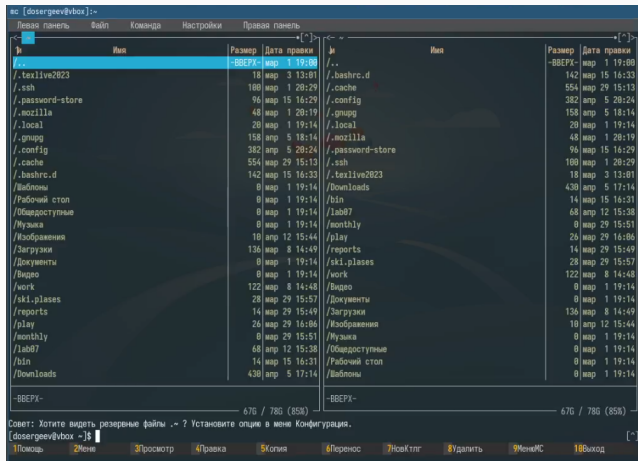 mc [dosergeev@vbox]:~
Левая панель Файл Команда Настройки Правая панель
<- ~ .[^]> <- ~ .[^]>
.и Имя Размер Дата правки .и Имя Размер Дата правки
/.. -ВВЕРХ- мар 1 19:00 /.. -ВВЕРХ- мар 1 19:00
/.texlive2023 18 мар 3 13:01 /.bashrc.d 142 мар 15 16:33
/.ssh 100 мар 1 20:29 /.cache 554 мар 29 15:13
/.password-store 96 мар 15 16:29 /.config 382 апр 5 20:24
/.mozilla 48 мар 1 20:19 /.gnupg 158 апр 5 18:14
/.local 20 мар 1 19:14 /.local 20 мар 1 19:14
/.gnupg 158 апр 5 18:14 /.mozilla 48 мар 1 20:19
/.config 382 апр 5 20:24 /.password-store 96 мар 15 16:29
/.cache 554 мар 29 15:13 /.ssh 100 мар 1 20:29
/.bashrc.d 142 мар 15 16:33 /.texlive2023 18 мар 3 13:01
/Шаблоны 0 мар 1 19:14 /Downloads 430 апр 5 17:14
/Рабочий стол 0 мар 1 19:14 /bin 14 мар 15 16:31
/Общедоступные 0 мар 1 19:14 /lab07 68 апр 12 15:38
/Музыка 0 мар 1 19:14 /monthly 0 мар 29 15:51
/Изображения 10 апр 12 15:44 /play 26 мар 29 16:06
/Загрузки 136 мар 8 14:49 /reports 14 мар 29 15:49
/Документы 0 мар 1 19:14 /ski.plases 28 мар 29 15:57
/Видео 0 мар 1 19:14 /work 122 мар 8 14:48
/work 122 мар 8 14:48 /Видео 0 мар 1 19:14
/ski.plases 28 мар 29 15:57 /Документы 0 мар 1 19:14
/reports 14 мар 29 15:49 /Загрузки 136 мар 8 14:49
/play 26 мар 29 16:06 /Изображения 10 апр 12 15:44
/monthly 0 мар 29 15:51 /Музыка 0 мар 1 19:14
/lab07 68 апр 12 15:38 /Общедоступные 0 мар 1 19:14
/bin 14 мар 15 16:31 /Рабочий стол 0 мар 1 19:14
/Downloads 430 апр 5 17:14 /Шаблоны 0 мар 1 19:14
-ВВЕРХ- -ВВЕРХ-
67G / 78G (85%) 67G / 78G (85%)
Совет: Хотите видеть резервные файлы .~ ? Установите опцию в меню Конфигурация.
[dosergeev@vbox ~]$ [^]
1Помощь 2Меню 3Просмотр 4Правка 5Копия 6Перенос 7НовКтлг 8Удалить 9МенюMC 10Выход